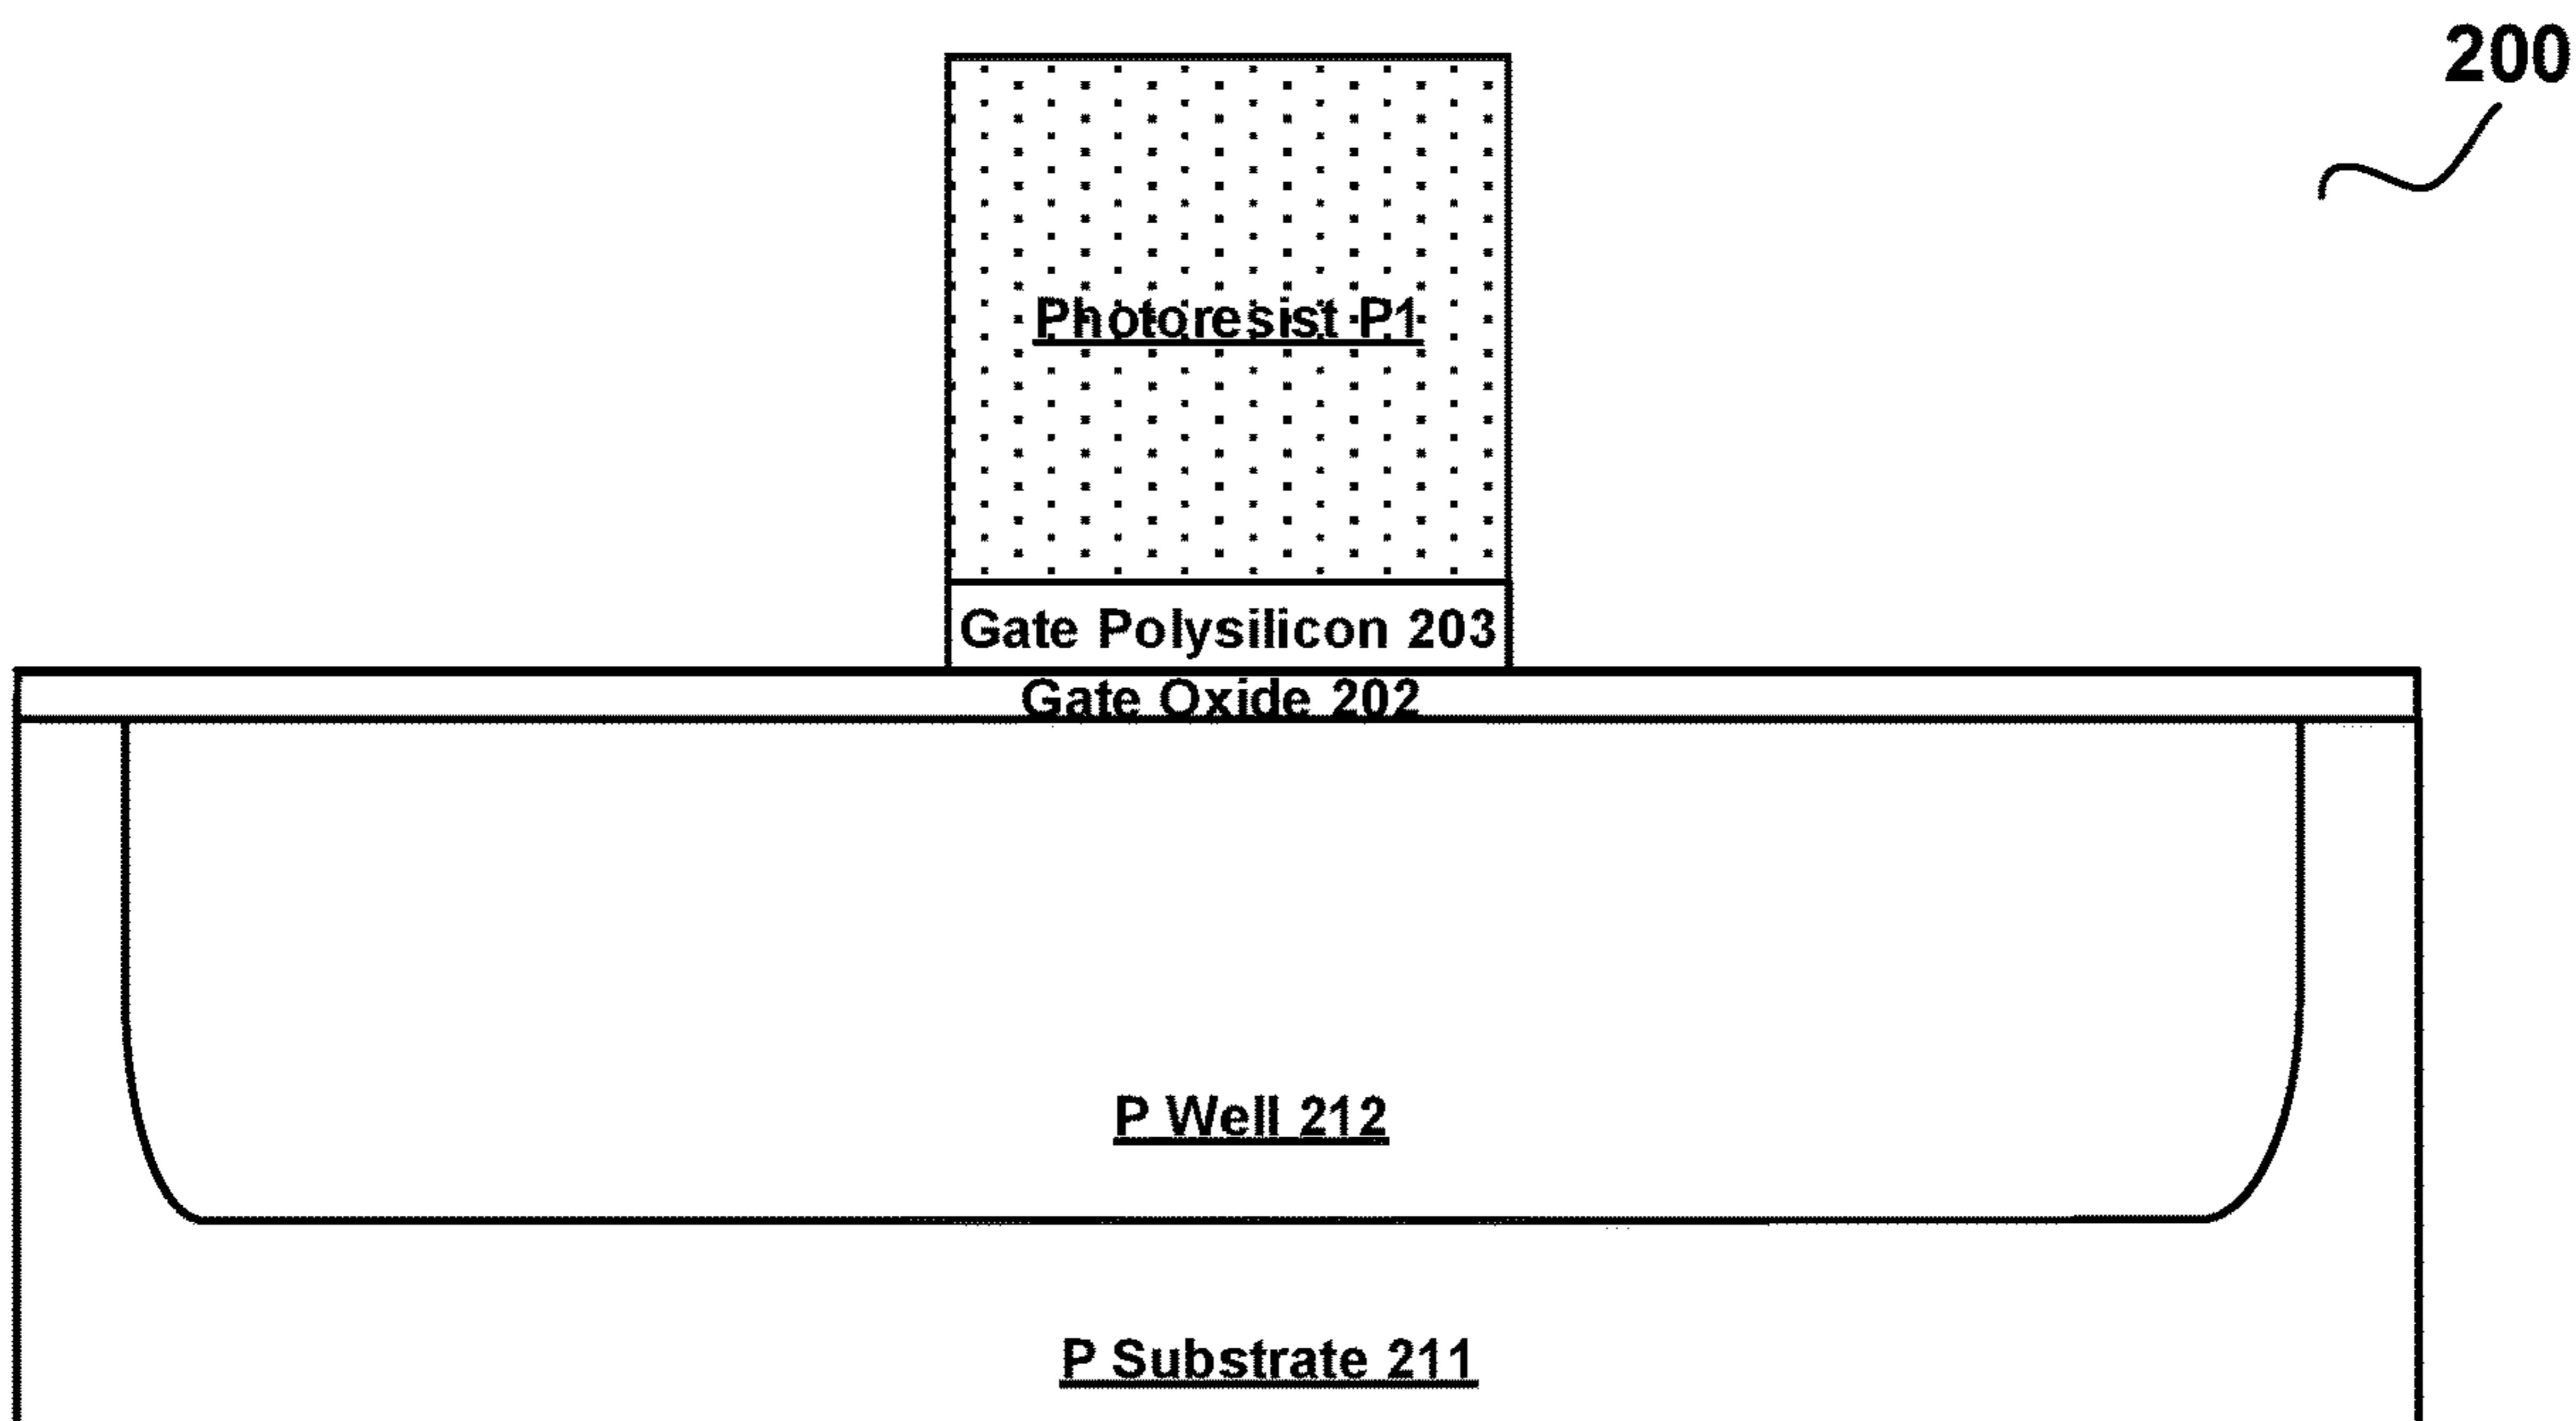 200
Photoresist P1
Gate Polysilicon 203
Gate Oxide 202
P Well 212
P Substrate 211